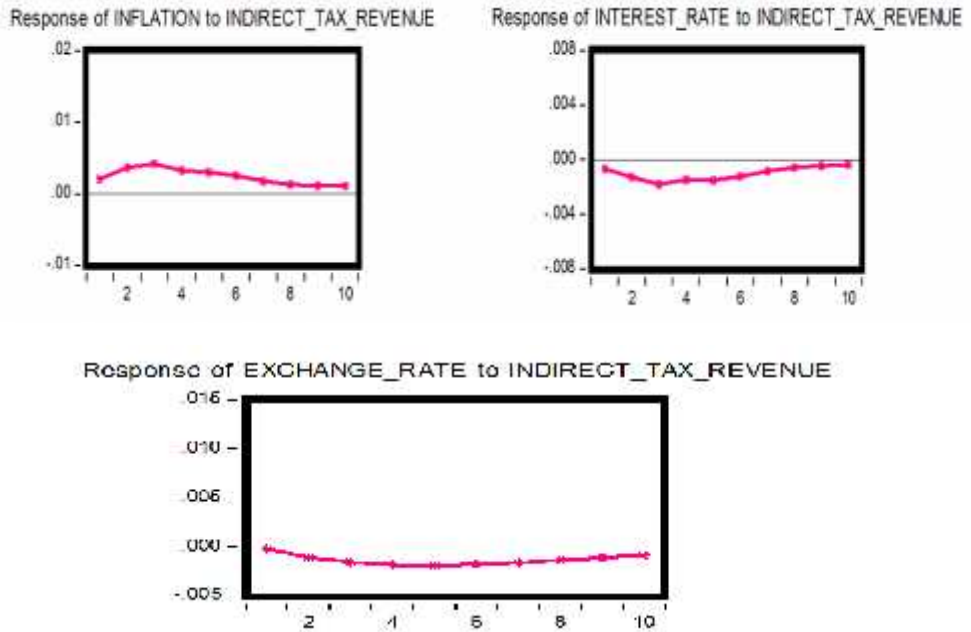 Response of INFLATION to INDIRECT_TAX_REVENUE
.02
.01
.00
-.01
2 4 6 8 10
Response of INTEREST_RATE to INDIRECT_TAX_REVENUE
.008
.004
.000
-.004
-.008
2 4 6 8 10
Response of EXCHANGE_RATE to INDIRECT_TAX_REVENUE
.015
.010
.005
.000
-.005
2 4 6 8 10